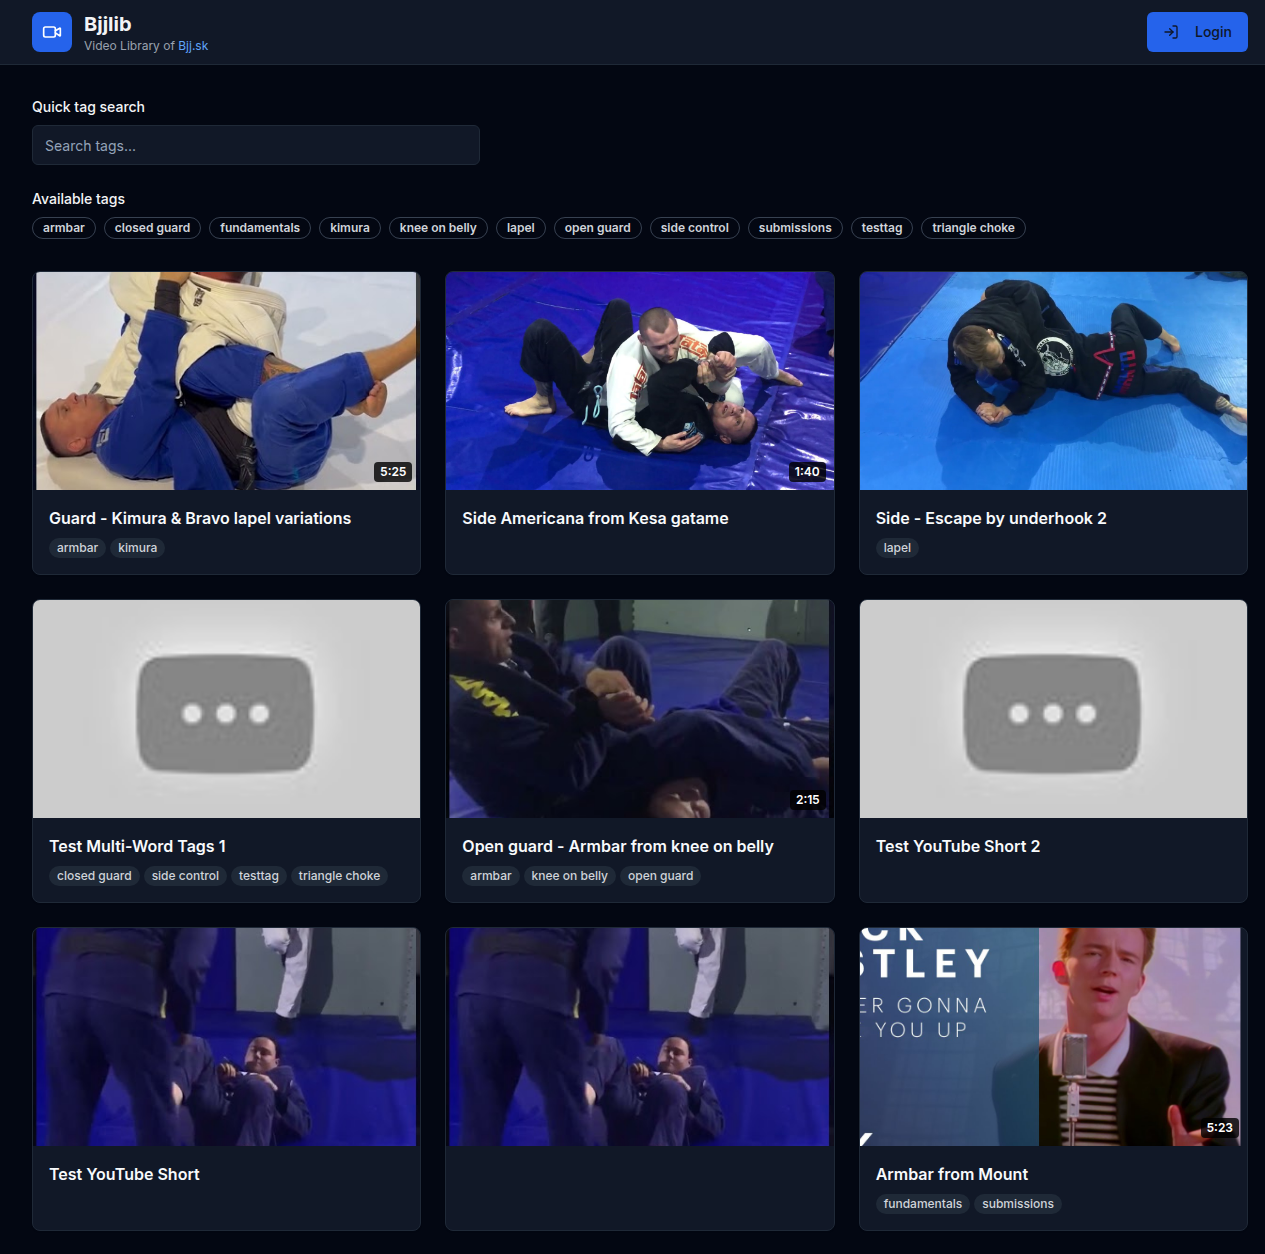 Bjjlib
Video Library of Bjj.sk
Login
Quick tag search
Search tags...
Available tags
armbar closed guard fundamentals kimura knee on belly lapel open guard side control submissions testtag triangle choke
5:25
1:40
Guard - Kimura & Bravo lapel variations
armbar kimura
Side Americana from Kesa gatame
Side - Escape by underhook 2
lapel
2:15
Test Multi-Word Tags 1
closed guard side control testtag triangle choke
Open guard - Armbar from knee on belly
armbar knee on belly open guard
Test YouTube Short 2
CK
STLEY
ER GONNA
YOU UP
5:23
Test YouTube Short
Armbar from Mount
fundamentals submissions